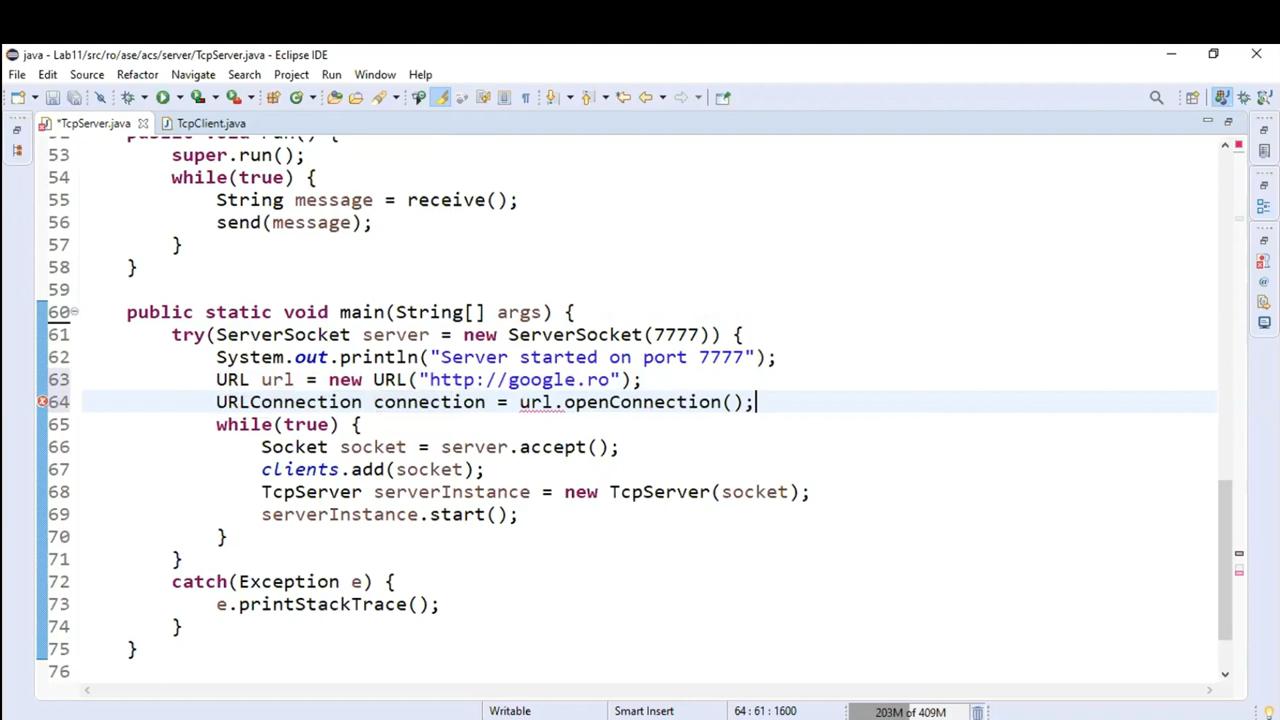 java - Lab11/src/ro/ase/acs/server/TcpServer.java - Eclipse IDE
File Edit Source Refactor Navigate Search Project Run Window Help
*TcpServer.java TcpClient.java
52 public void run() {
53 super.run();
54 while(true) {
55 String message = receive();
56 send(message);
57 }
58 }
59
60 public static void main(String[] args) {
61 try(ServerSocket server = new ServerSocket(7777)) {
62 System.out.println("Server started on port 7777");
63 URL url = new URL("http://google.ro");
64 URLConnection connection = url.openConnection();
65 while(true) {
66 Socket socket = server.accept();
67 clients.add(socket);
68 TcpServer serverInstance = new TcpServer(socket);
69 serverInstance.start();
70 }
71 }
72 catch(Exception e) {
73 e.printStackTrace();
74 }
75 }
76
Writable Smart Insert 64 : 61 : 1600 203M of 409M